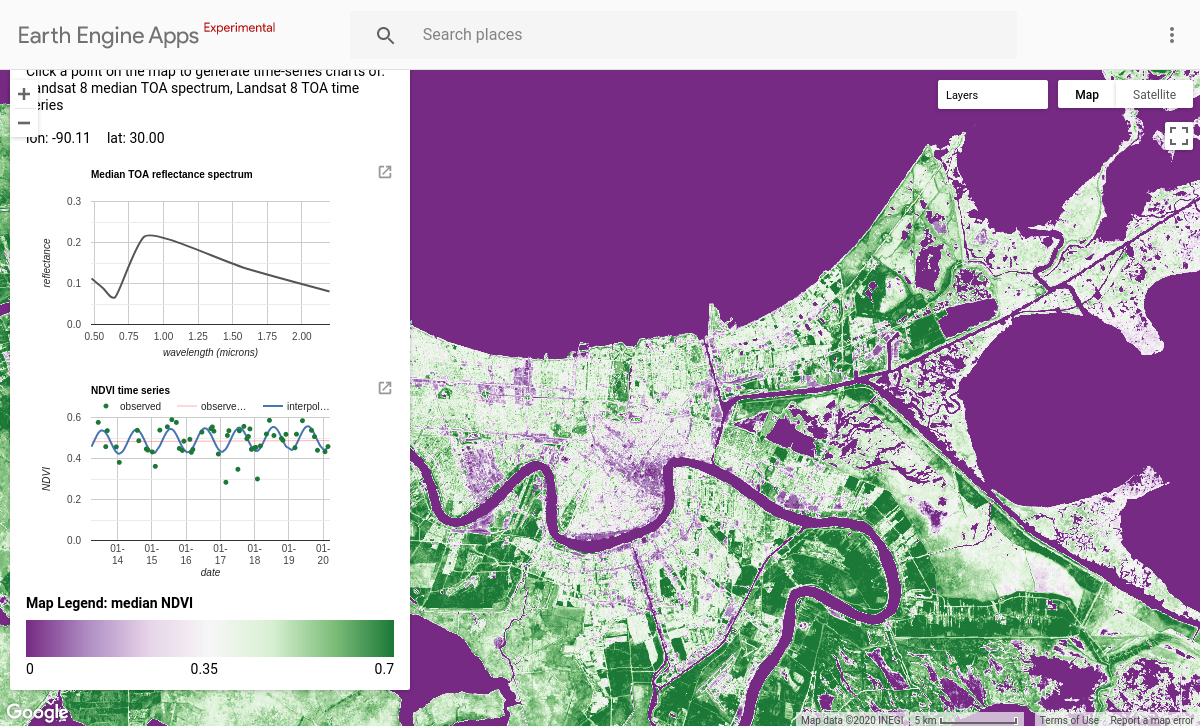 Earth Engine Apps Experimental
Search places
Click a point on the map to generate time-series charts of:
andsat 8 median TOA spectrum, Landsat 8 TOA time
eries
lon: -90.11 lat: 30.00
Median TOA reflectance spectrum
0.3
0.2
0.1
0.0
reflectance
0.50 0.75 1.00 1.25 1.50 1.75 2.00
wavelength (microns)
NDVI time series
observed observe… interpol…
0.6
0.4
0.2
0.0
NDVI
01-14 01-15 01-16 01-17 01-18 01-19 01-20
date
Map Legend: median NDVI
0 0.35 0.7
Google
Layers
Map Satellite
Map data ©2020 INEGI 5 km Terms of Use Report a map error